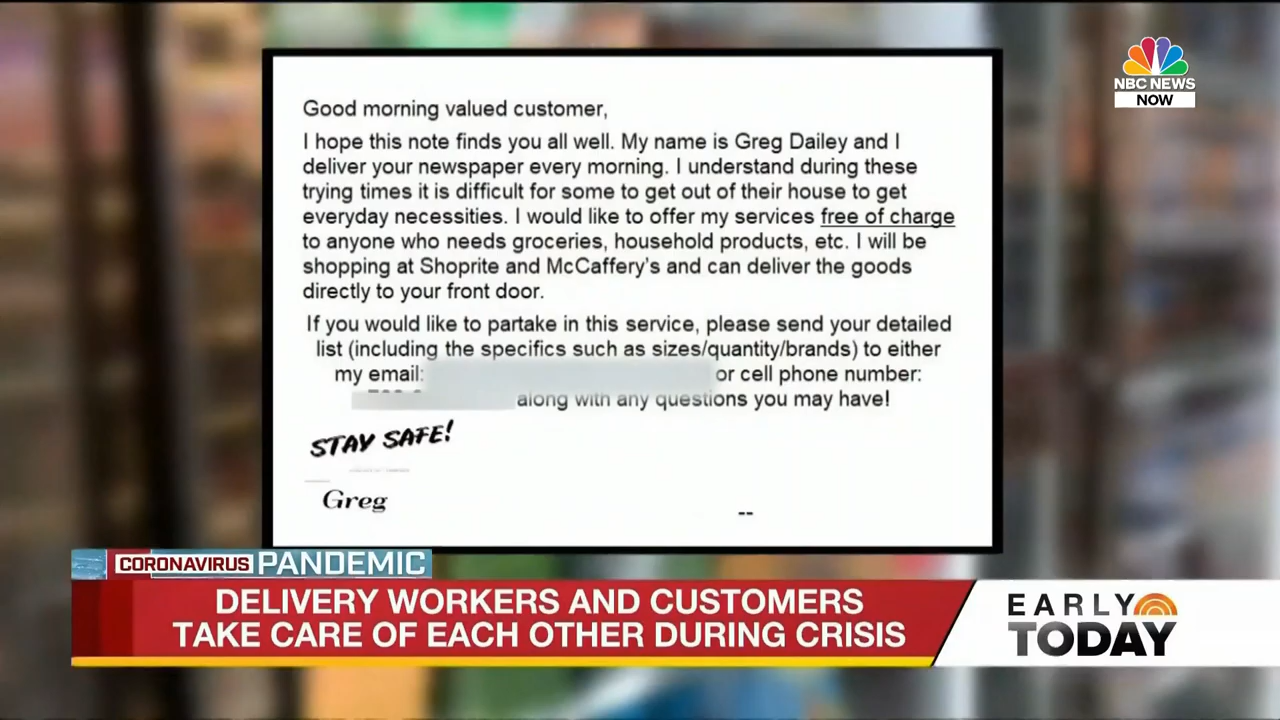 NBC NEWS
NOW
Good morning valued customer,
I hope this note finds you all well. My name is Greg Dailey and I
deliver your newspaper every morning. I understand during these
trying times it is difficult for some to get out of their house to get
everyday necessities. I would like to offer my services free of charge
to anyone who needs groceries, household products, etc. I will be
shopping at Shoprite and McCaffery's and can deliver the goods
directly to your front door.
If you would like to partake in this service, please send your detailed
list (including the specifics such as sizes/quantity/brands) to either
my email: or cell phone number:
along with any questions you may have!
STAY SAFE!
Greg
--
CORONAVIRUS PANDEMIC
DELIVERY WORKERS AND CUSTOMERS
TAKE CARE OF EACH OTHER DURING CRISIS
EARLY
TODAY